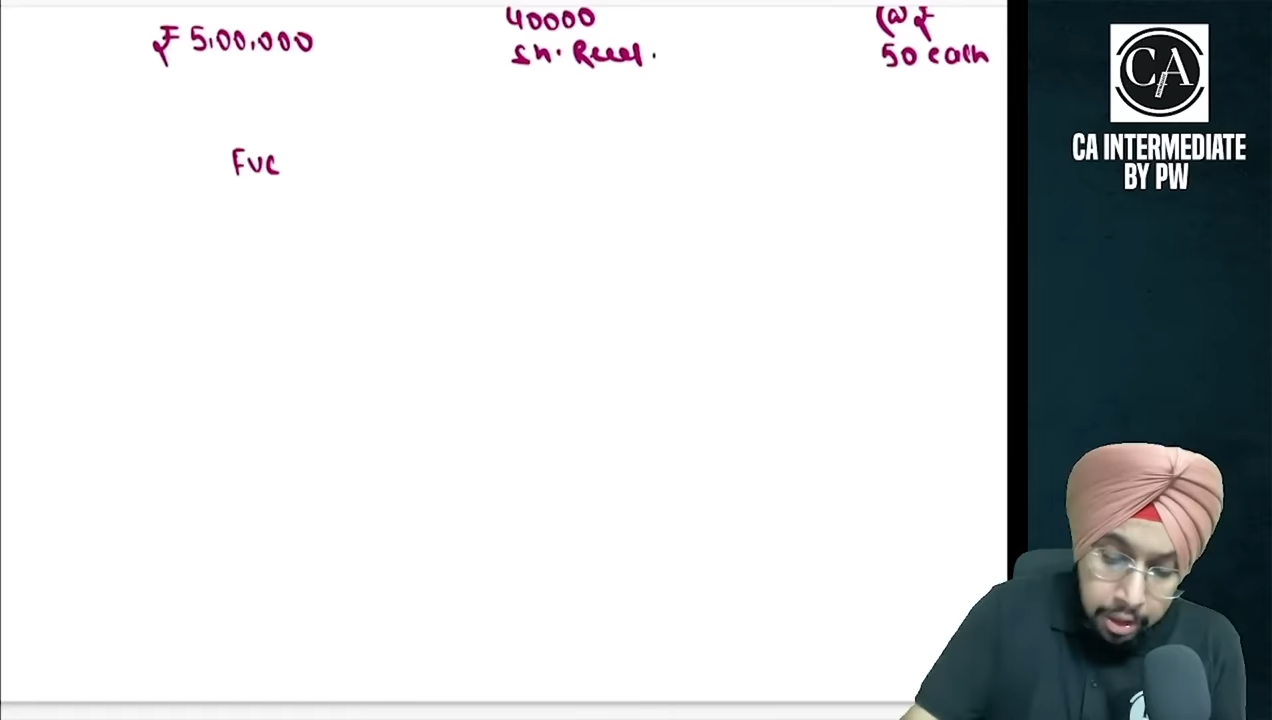 40000
(@ ₹
₹ 5,00,000
Sh. Recd.
50 each
FVC
CA
CA INTERMEDIATE
BY PW